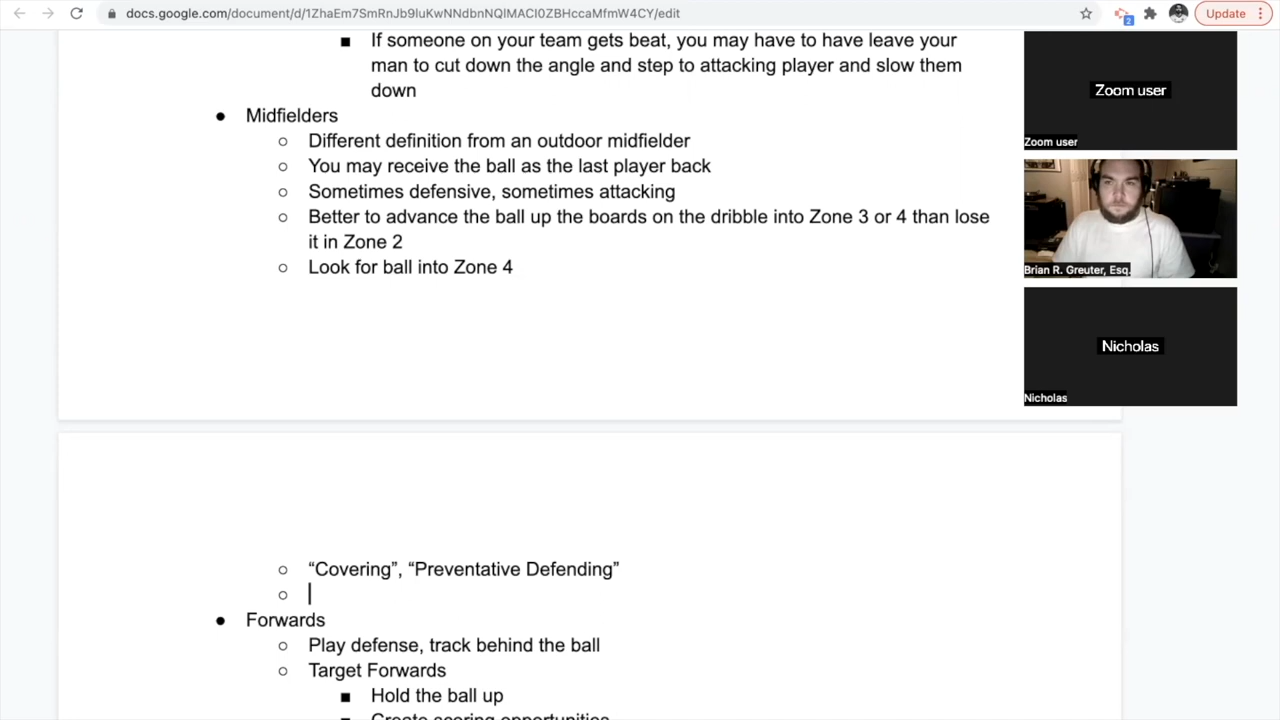 docs.google.com/document/d/1ZhaEm7SmRnJb9luKwNNdbnNQlMACI0ZBHccaMfmW4CY/edit
2
Update
If someone on your team gets beat, you may have to have leave your
man to cut down the angle and step to attacking player and slow them
down
Midfielders
Different definition from an outdoor midfielder
You may receive the ball as the last player back
Sometimes defensive, sometimes attacking
Better to advance the ball up the boards on the dribble into Zone 3 or 4 than lose
it in Zone 2
Look for ball into Zone 4
“Covering”, “Preventative Defending”
Forwards
Play defense, track behind the ball
Target Forwards
Hold the ball up
Create scoring opportunities
Zoom user
Zoom user
Brian R. Greuter, Esq.
Nicholas
Nicholas